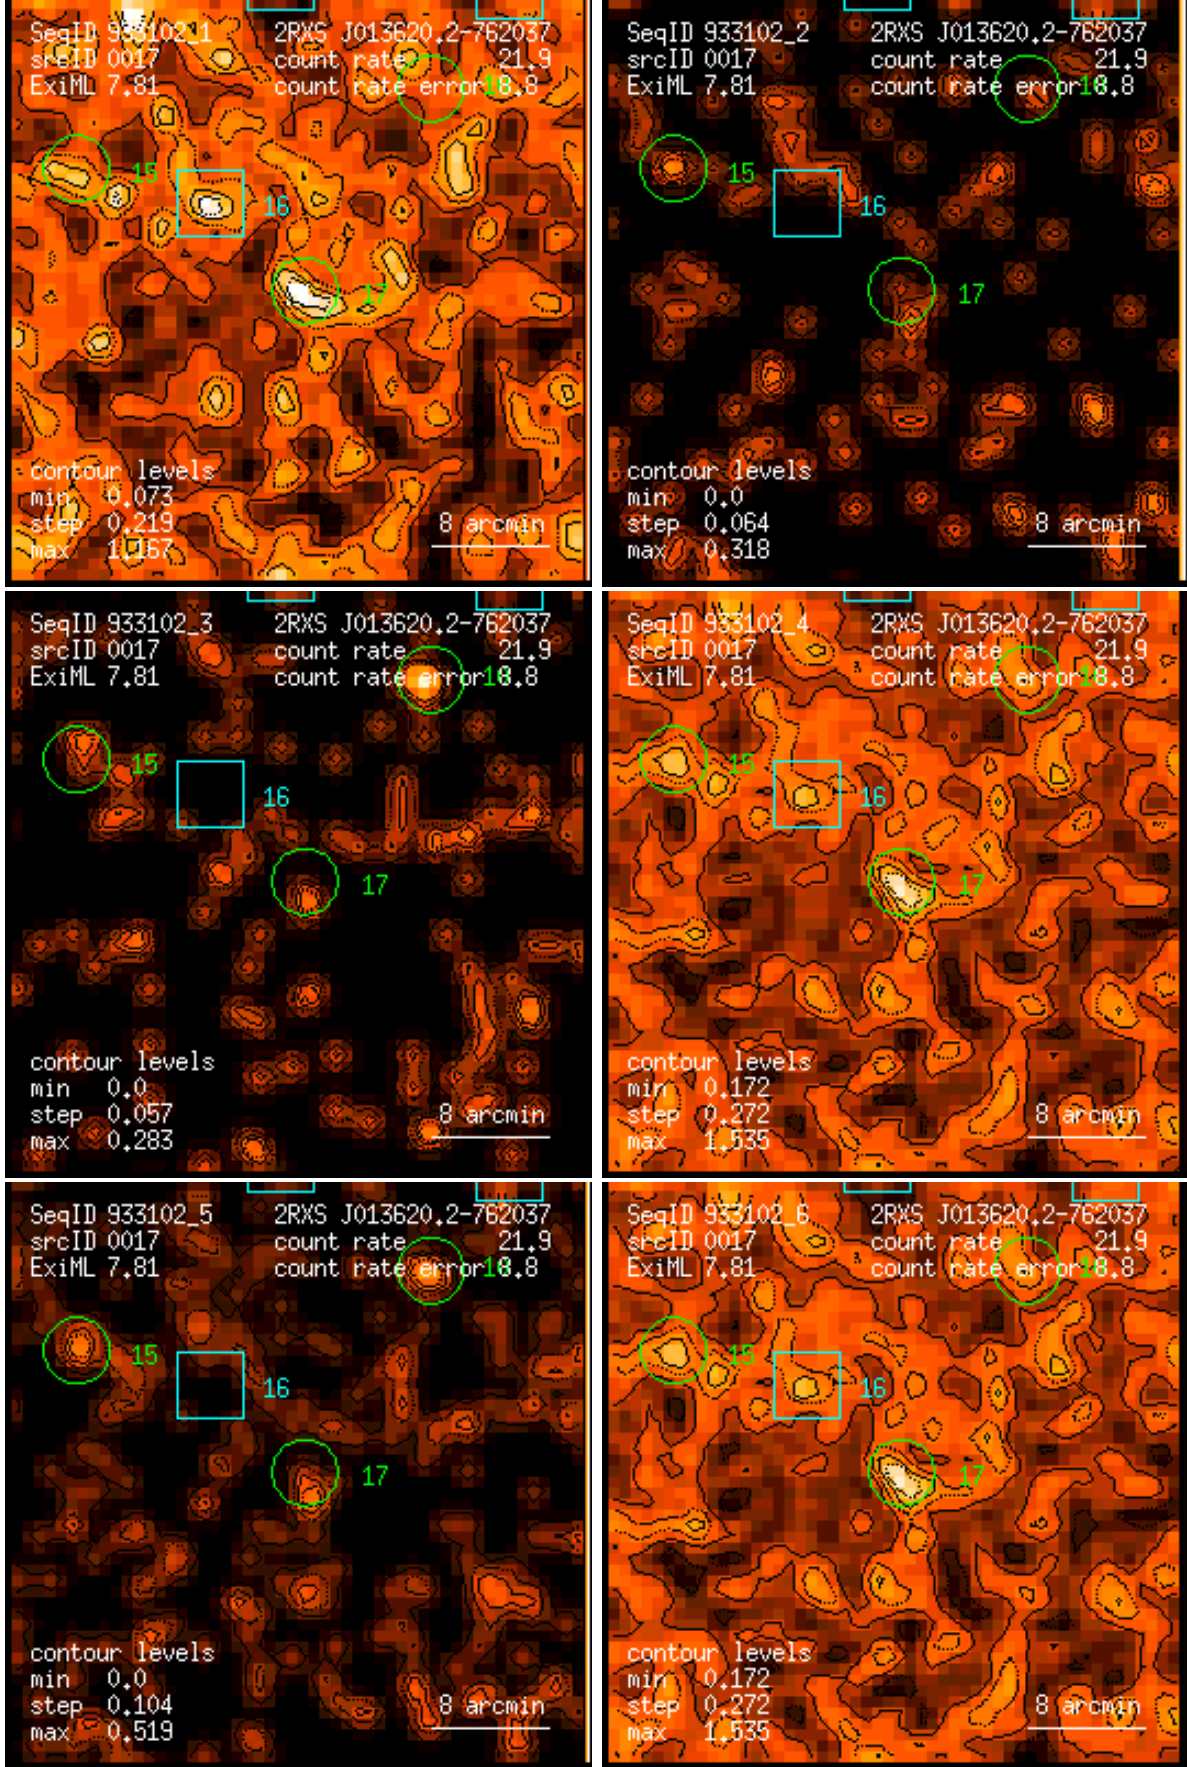 SeqID 933102_1 2RXS J013620.2-762037
srcID 0017 count rate 21.9
ExiML 7.81 count rate error 8.8
15
16
17
contour levels
min 0.073
step 0.219
max 1.167
8 arcmin
SeqID 933102_2 2RXS J013620.2-762037
srcID 0017 count rate 21.9
ExiML 7.81 count rate error 8.8
15
16
17
contour levels
min 0.0
step 0.064
max 0.318
8 arcmin
SeqID 933102_3 2RXS J013620.2-762037
srcID 0017 count rate 21.9
ExiML 7.81 count rate error 8.8
15
16
17
contour levels
min 0.0
step 0.057
max 0.283
8 arcmin
SeqID 933102_4 2RXS J013620.2-762037
srcID 0017 count rate 21.9
ExiML 7.81 count rate error 8.8
15
16
17
contour levels
min 0.172
step 0.272
max 1.535
8 arcmin
SeqID 933102_5 2RXS J013620.2-762037
srcID 0017 count rate 21.9
ExiML 7.81 count rate error 8.8
15
16
17
contour levels
min 0.0
step 0.104
max 0.519
8 arcmin
SeqID 933102_6 2RXS J013620.2-762037
srcID 0017 count rate 21.9
ExiML 7.81 count rate error 8.8
15
16
17
contour levels
min 0.172
step 0.272
max 1.535
8 arcmin